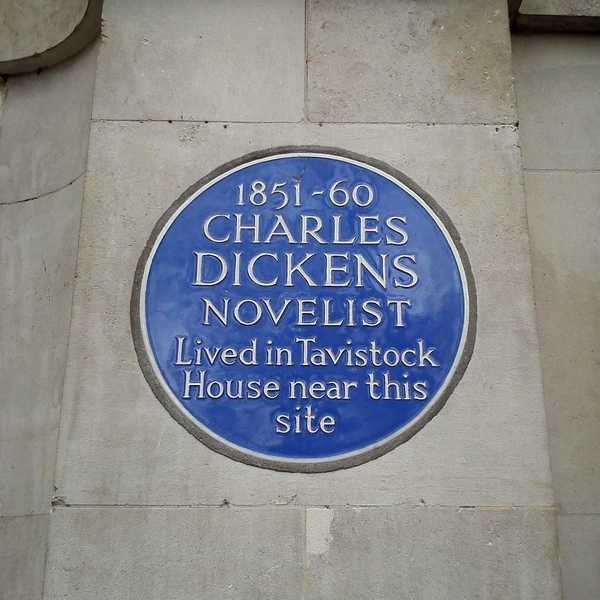 1851-60
CHARLES
DICKENS
NOVELIST
Lived in Tavistock
House near this
site